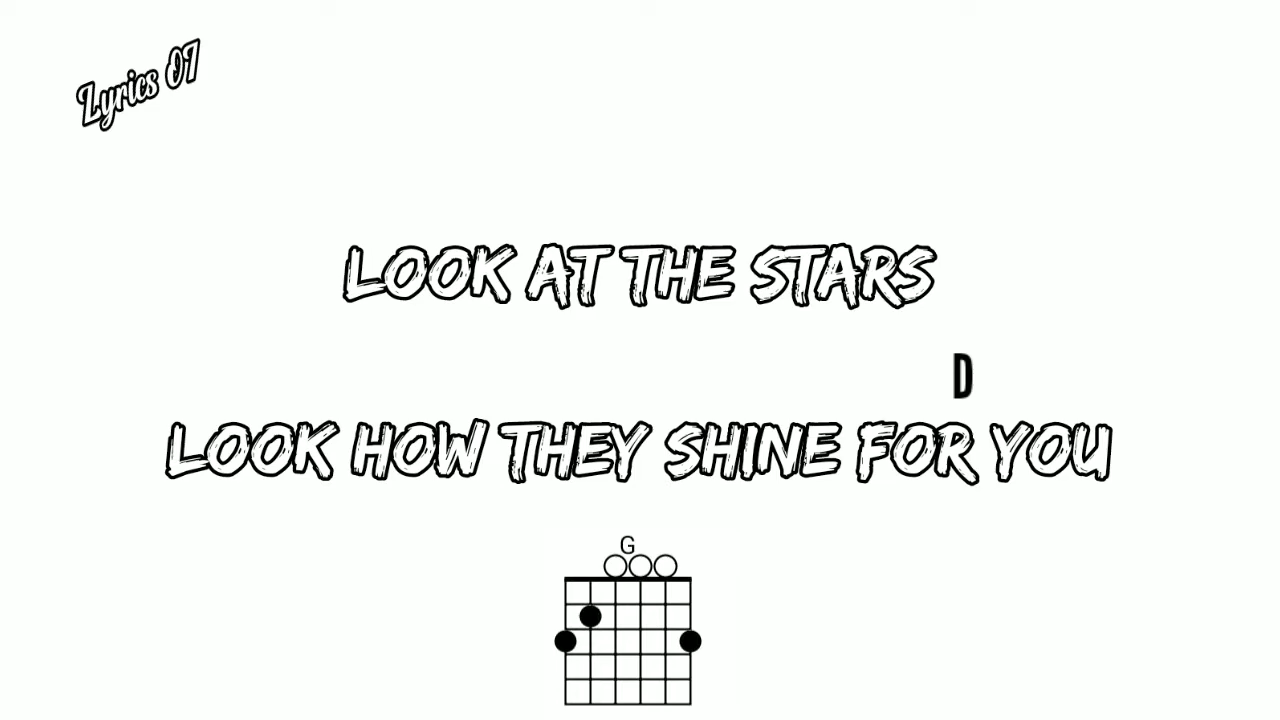 Lyrics 07
LOOK AT THE STARS
D
LOOK HOW THEY SHINE FOR YOU
G